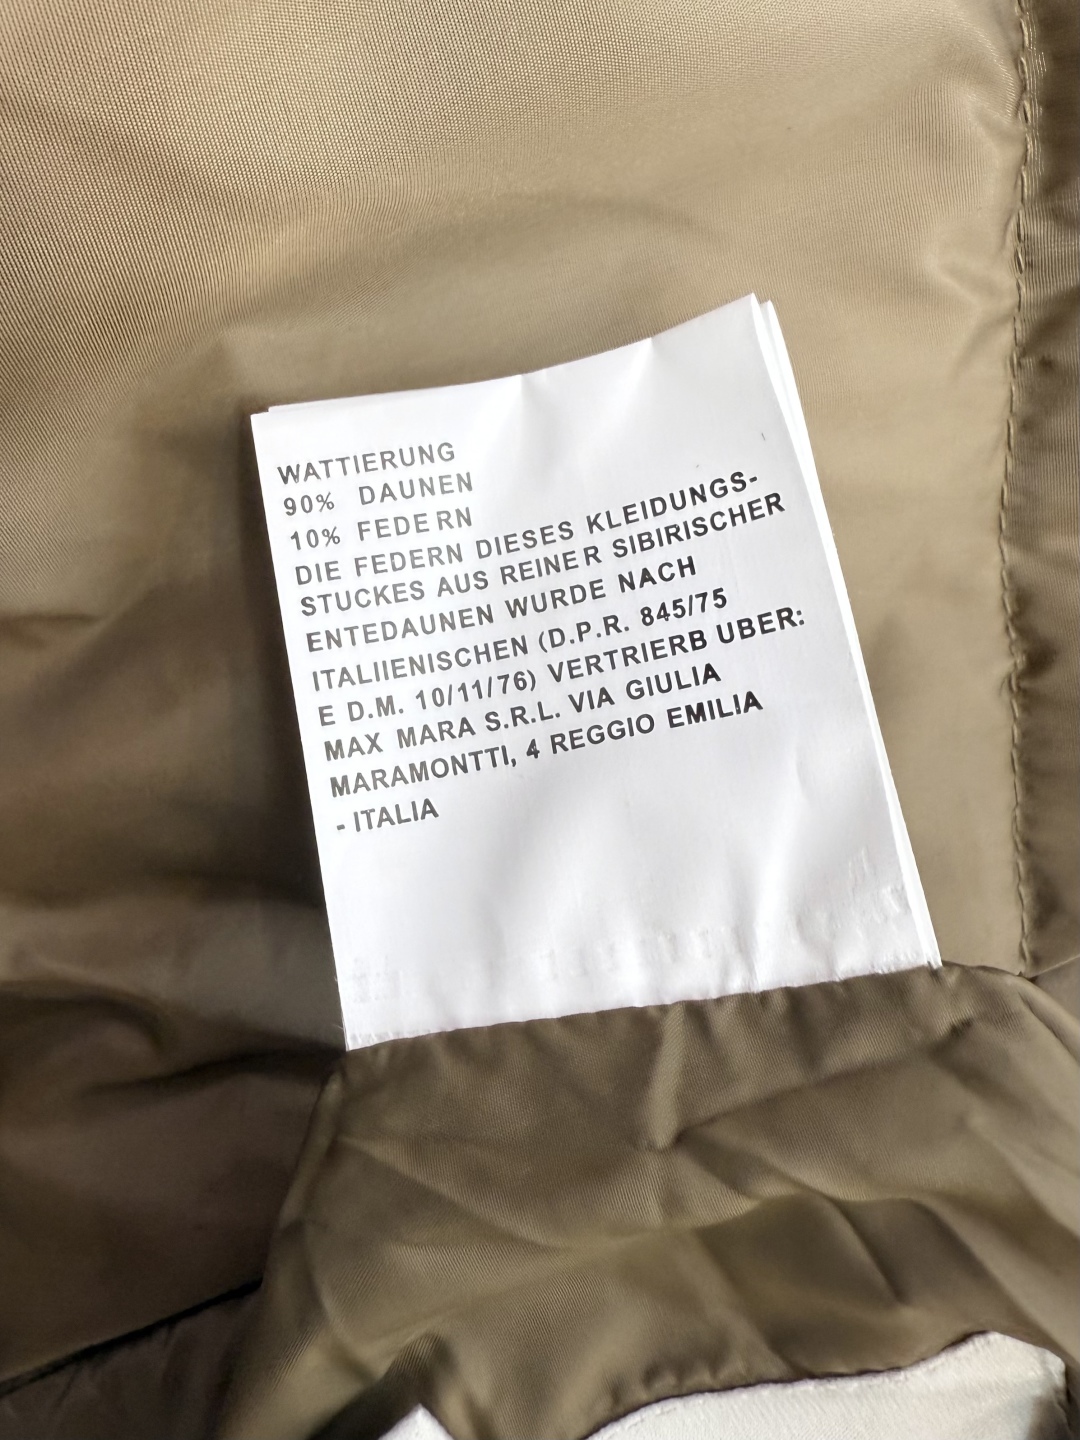 WATTIERUNG
90% DAUNEN
10% FEDERN
DIE FEDERN DIESES KLEIDUNGS-
STUCKES AUS REINER SIBIRISCHER
ENTEDAUNEN WURDE NACH
ITALIIENISCHEN (D.P.R. 845/75
E D.M. 10/11/76) VERTRIERB UBER:
MAX MARA S.R.L. VIA GIULIA
MARAMONTTI, 4 REGGIO EMILIA
- ITALIA